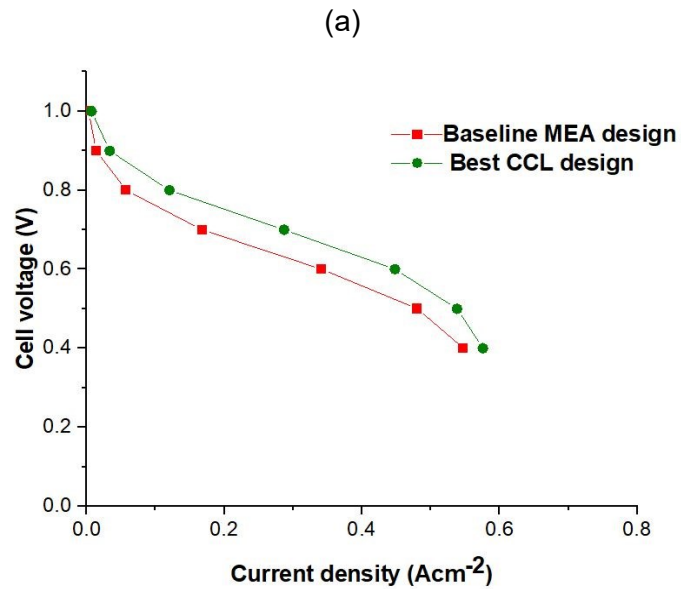 (a)
Baseline MEA design
Best CCL design
Cell voltage (V)
1.0
0.8
0.6
0.4
0.2
0.0
0.0 0.2 0.4 0.6 0.8
Current density (Acm⁻²)